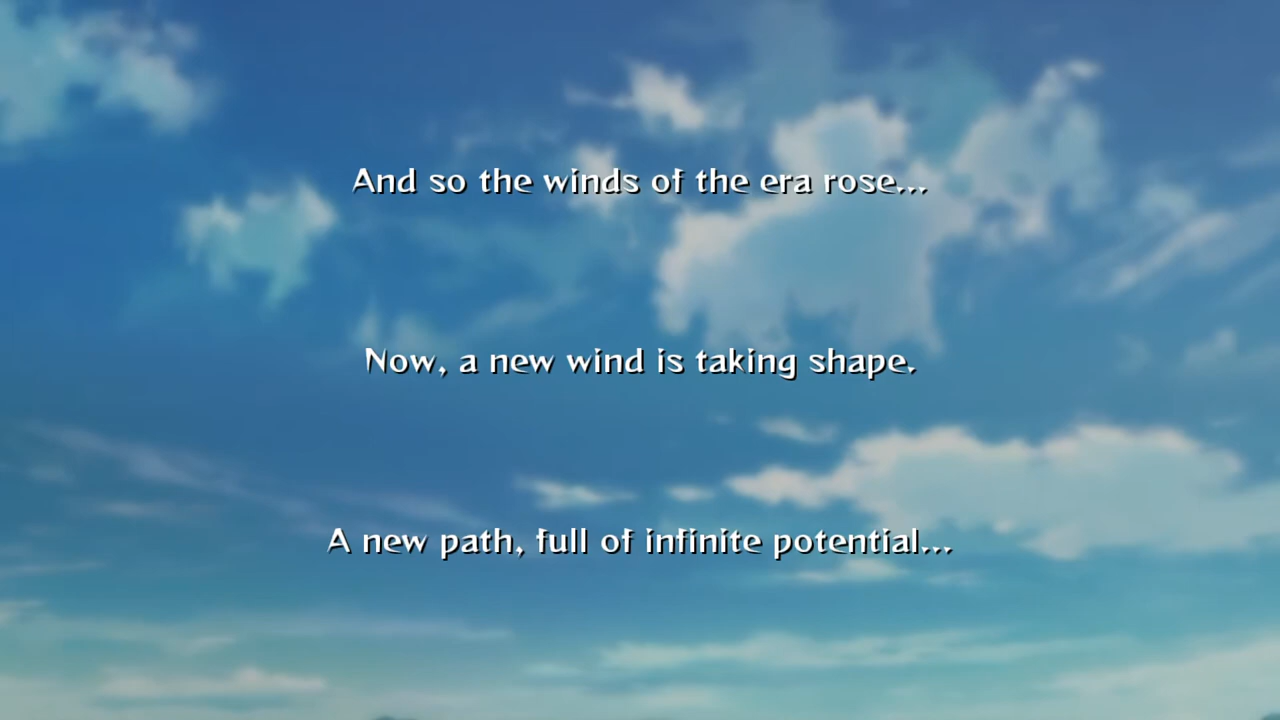 And so the winds of the era rose...
Now, a new wind is taking shape.
A new path, full of infinite potential...